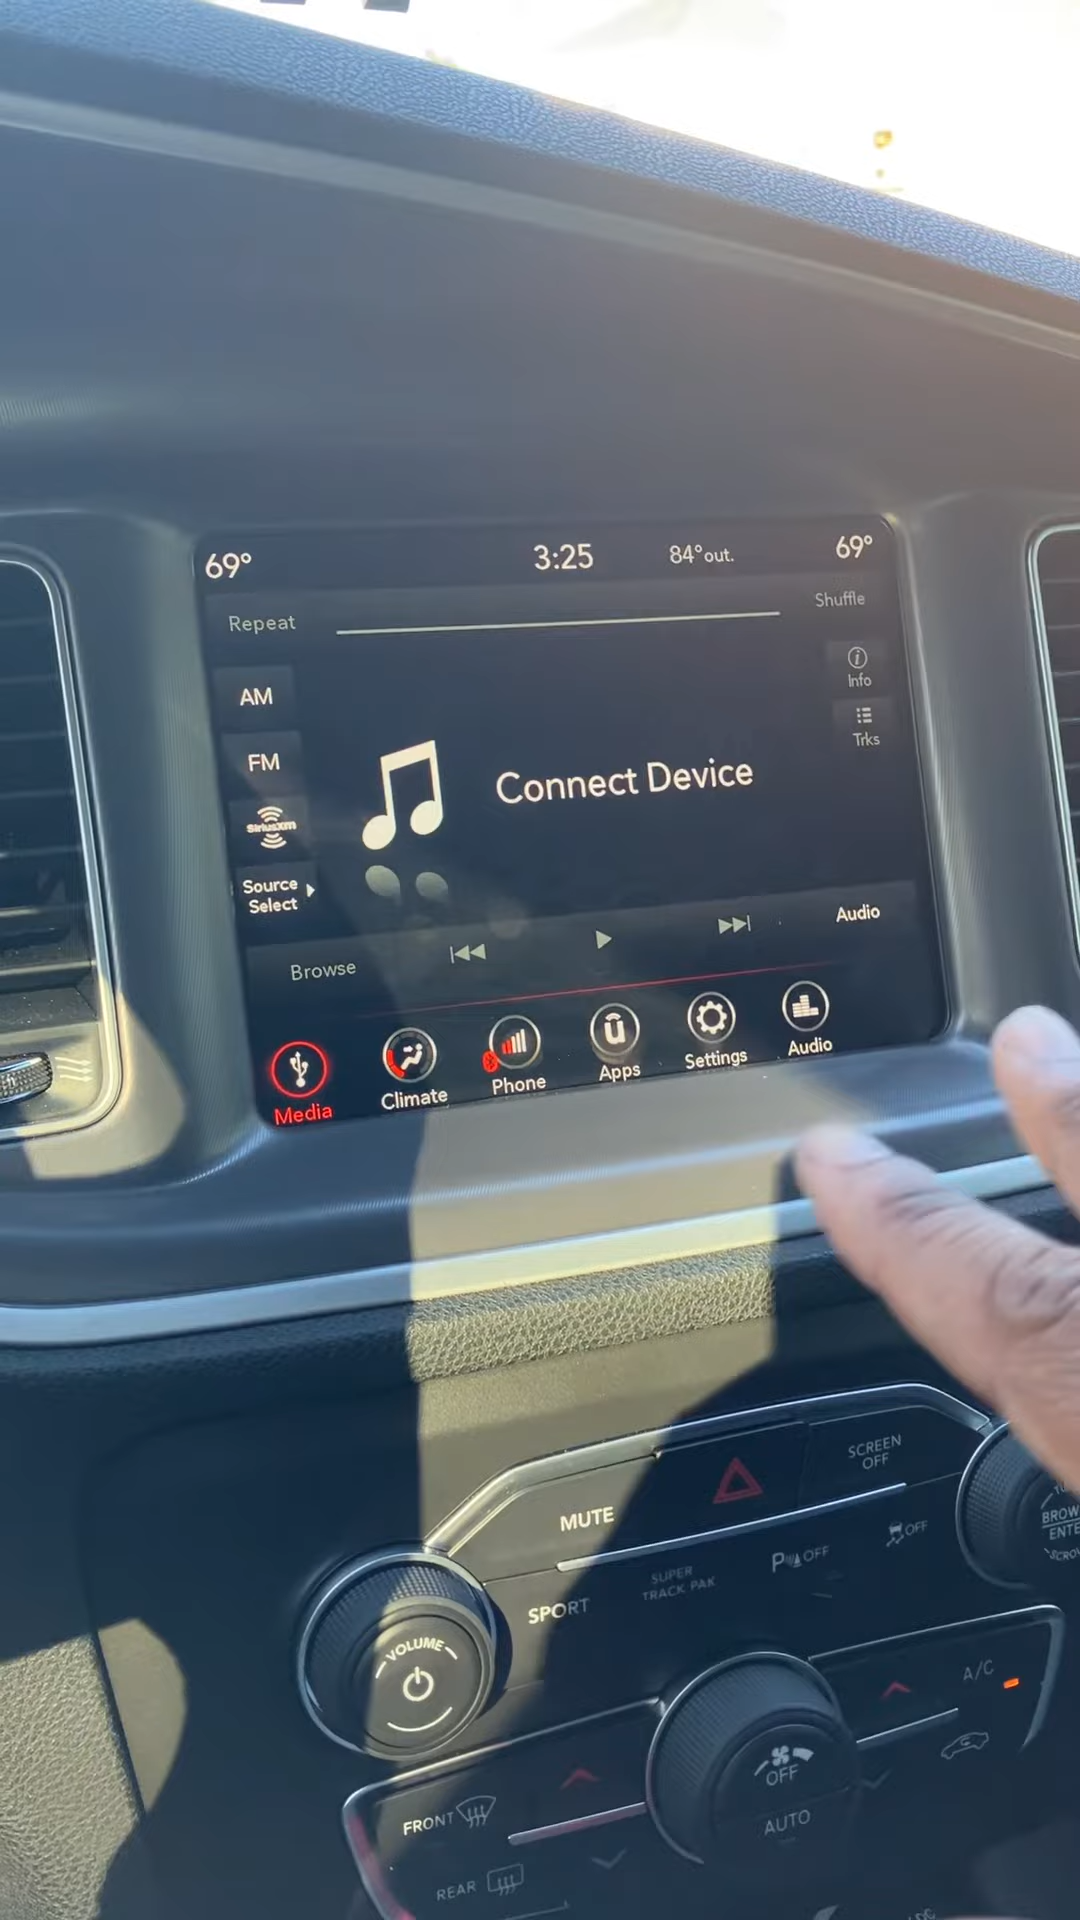 69°
3:25
84°out.
69°
Repeat
Shuffle
AM
Info
FM
Trks
Connect Device
SiriusXM
Source
Select
Browse
Audio
Media
Climate
Phone
Apps
Settings
Audio
MUTE
SCREEN
OFF
SPORT
SUPER
TRACK PAK
P OFF
OFF
BROW
ENTE
SCRO
VOLUME
A/C
OFF
AUTO
FRONT
REAR